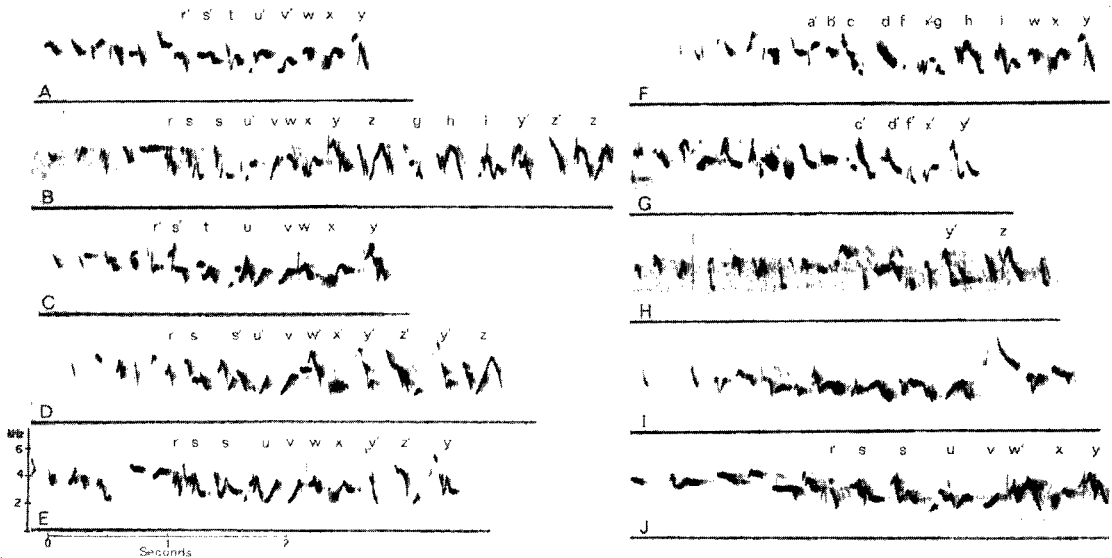 r' s' t u' v' w x y
A
r s s u' v w x y z g h i y' z' z
B
r' s' t u v w x y
C
r s s' u' v w' x' y' z' y' z
D
r s s u v w x y' z' y
kHz
6
4
2
E
0 1 2
Seconds
a' b' c d f x' g h i w x y
F
c' d' f' x' y'
G
y' z
H
I
r s s u v w' x y
J